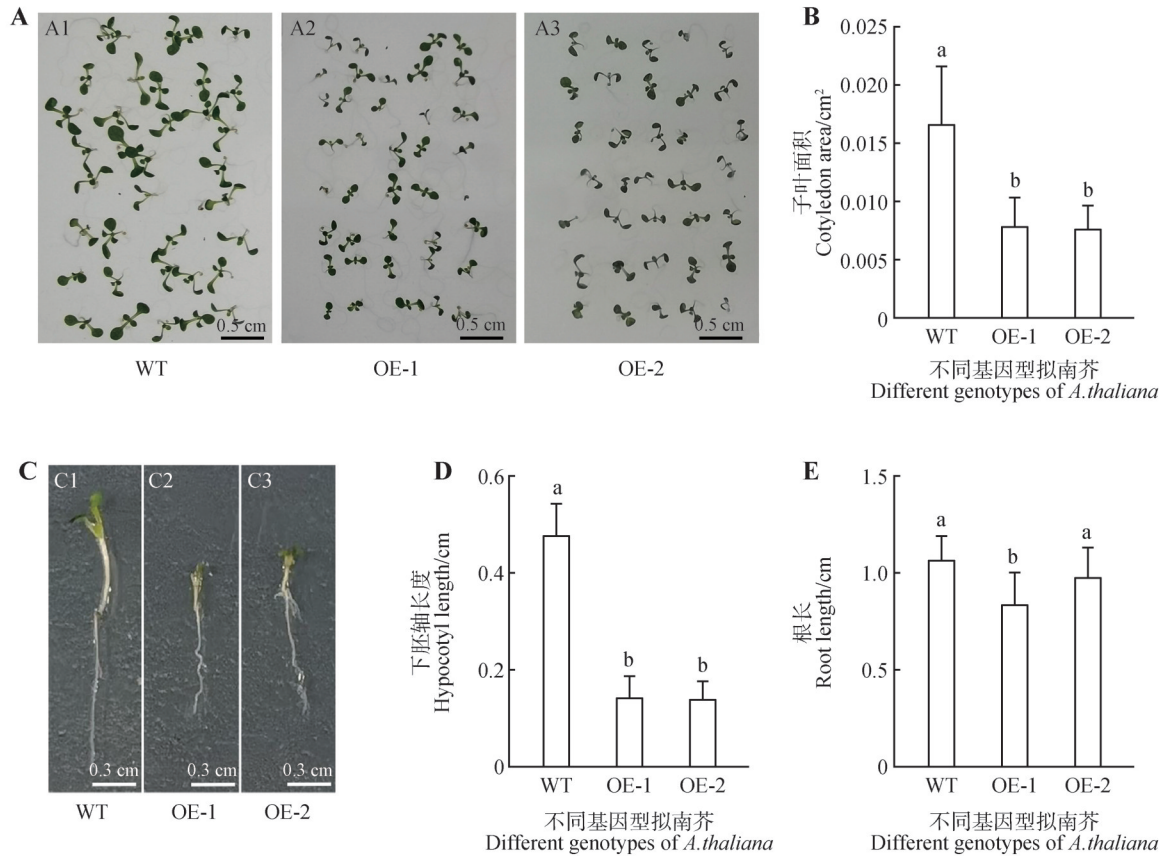 A
A1
A2
A3
0.5 cm
0.5 cm
0.5 cm
WT
OE-1
OE-2
B
子叶面积
Cotyledon area/cm²
0.025
0.020
0.015
0.010
0.005
0
a
b
b
WT
OE-1
OE-2
不同基因型拟南芥
Different genotypes of A.thaliana
C
C1
C2
C3
0.3 cm
0.3 cm
0.3 cm
WT
OE-1
OE-2
D
下胚轴长度
Hypocotyl length/cm
0.6
0.4
0.2
0
a
b
b
WT
OE-1
OE-2
不同基因型拟南芥
Different genotypes of A.thaliana
E
根长
Root length/cm
1.5
1.0
0.5
0
a
b
a
WT
OE-1
OE-2
不同基因型拟南芥
Different genotypes of A.thaliana